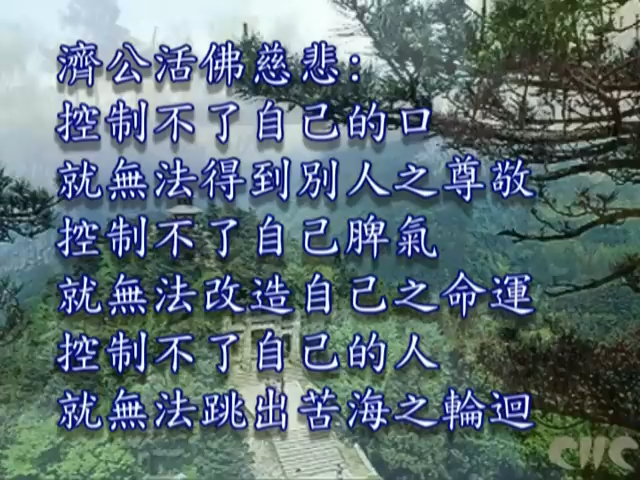 濟公活佛慈悲：
控制不了自己的口
就無法得到別人之尊敬
控制不了自己脾氣
就無法改造自己之命運
控制不了自己的人
就無法跳出苦海之輪迴